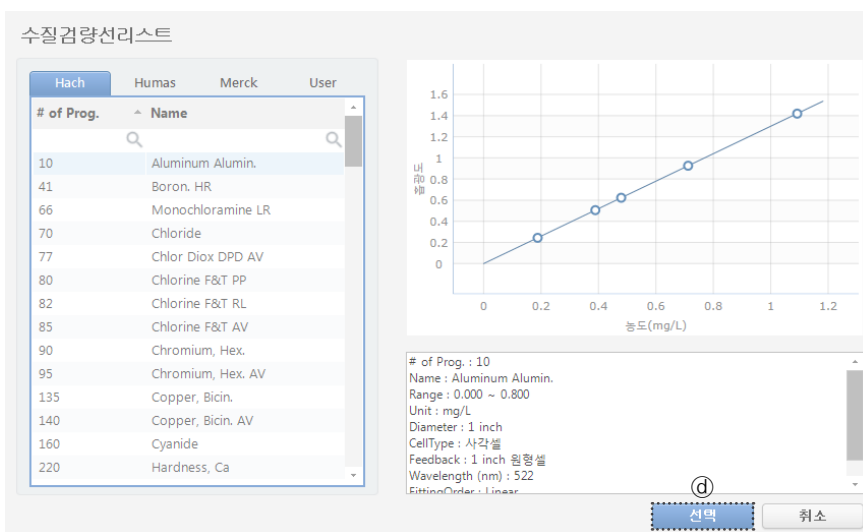 수질검량선리스트
Hach Humas Merck User
# of Prog. Name
10 Aluminum Alumin.
41 Boron. HR
66 Monochloramine LR
70 Chloride
77 Chlor Diox DPD AV
80 Chlorine F&T PP
82 Chlorine F&T RL
85 Chlorine F&T AV
90 Chromium, Hex.
95 Chromium, Hex. AV
135 Copper, Bicin.
140 Copper, Bicin. AV
160 Cyanide
220 Hardness, Ca
흡광도
1.6
1.4
1.2
1
0.8
0.6
0.4
0.2
0
0 0.2 0.4 0.6 0.8 1 1.2
농도(mg/L)
# of Prog. : 10
Name : Aluminum Alumin.
Range : 0.000 ~ 0.800
Unit : mg/L
Diameter : 1 inch
CellType : 사각셀
Feedback : 1 inch 원형셀
Wavelength (nm) : 522
FittingOrder : Linear
ⓓ
선택 취소